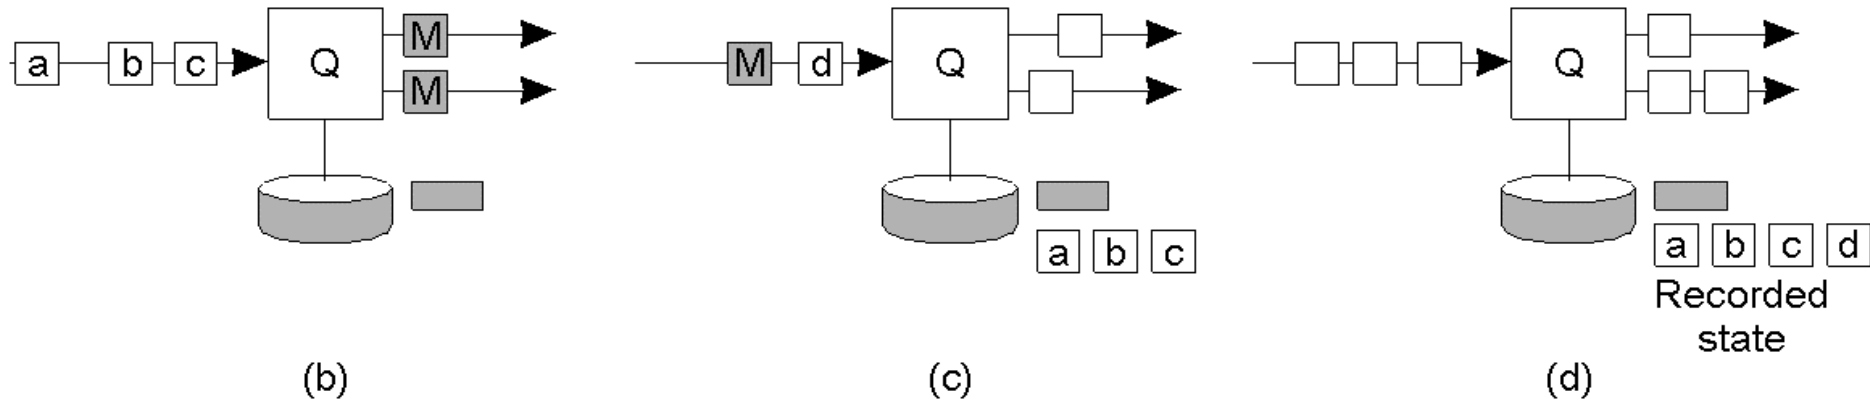 M
a b c Q
M
M d Q
a b c
Q
a b c d
Recorded
state
(b) (c) (d)